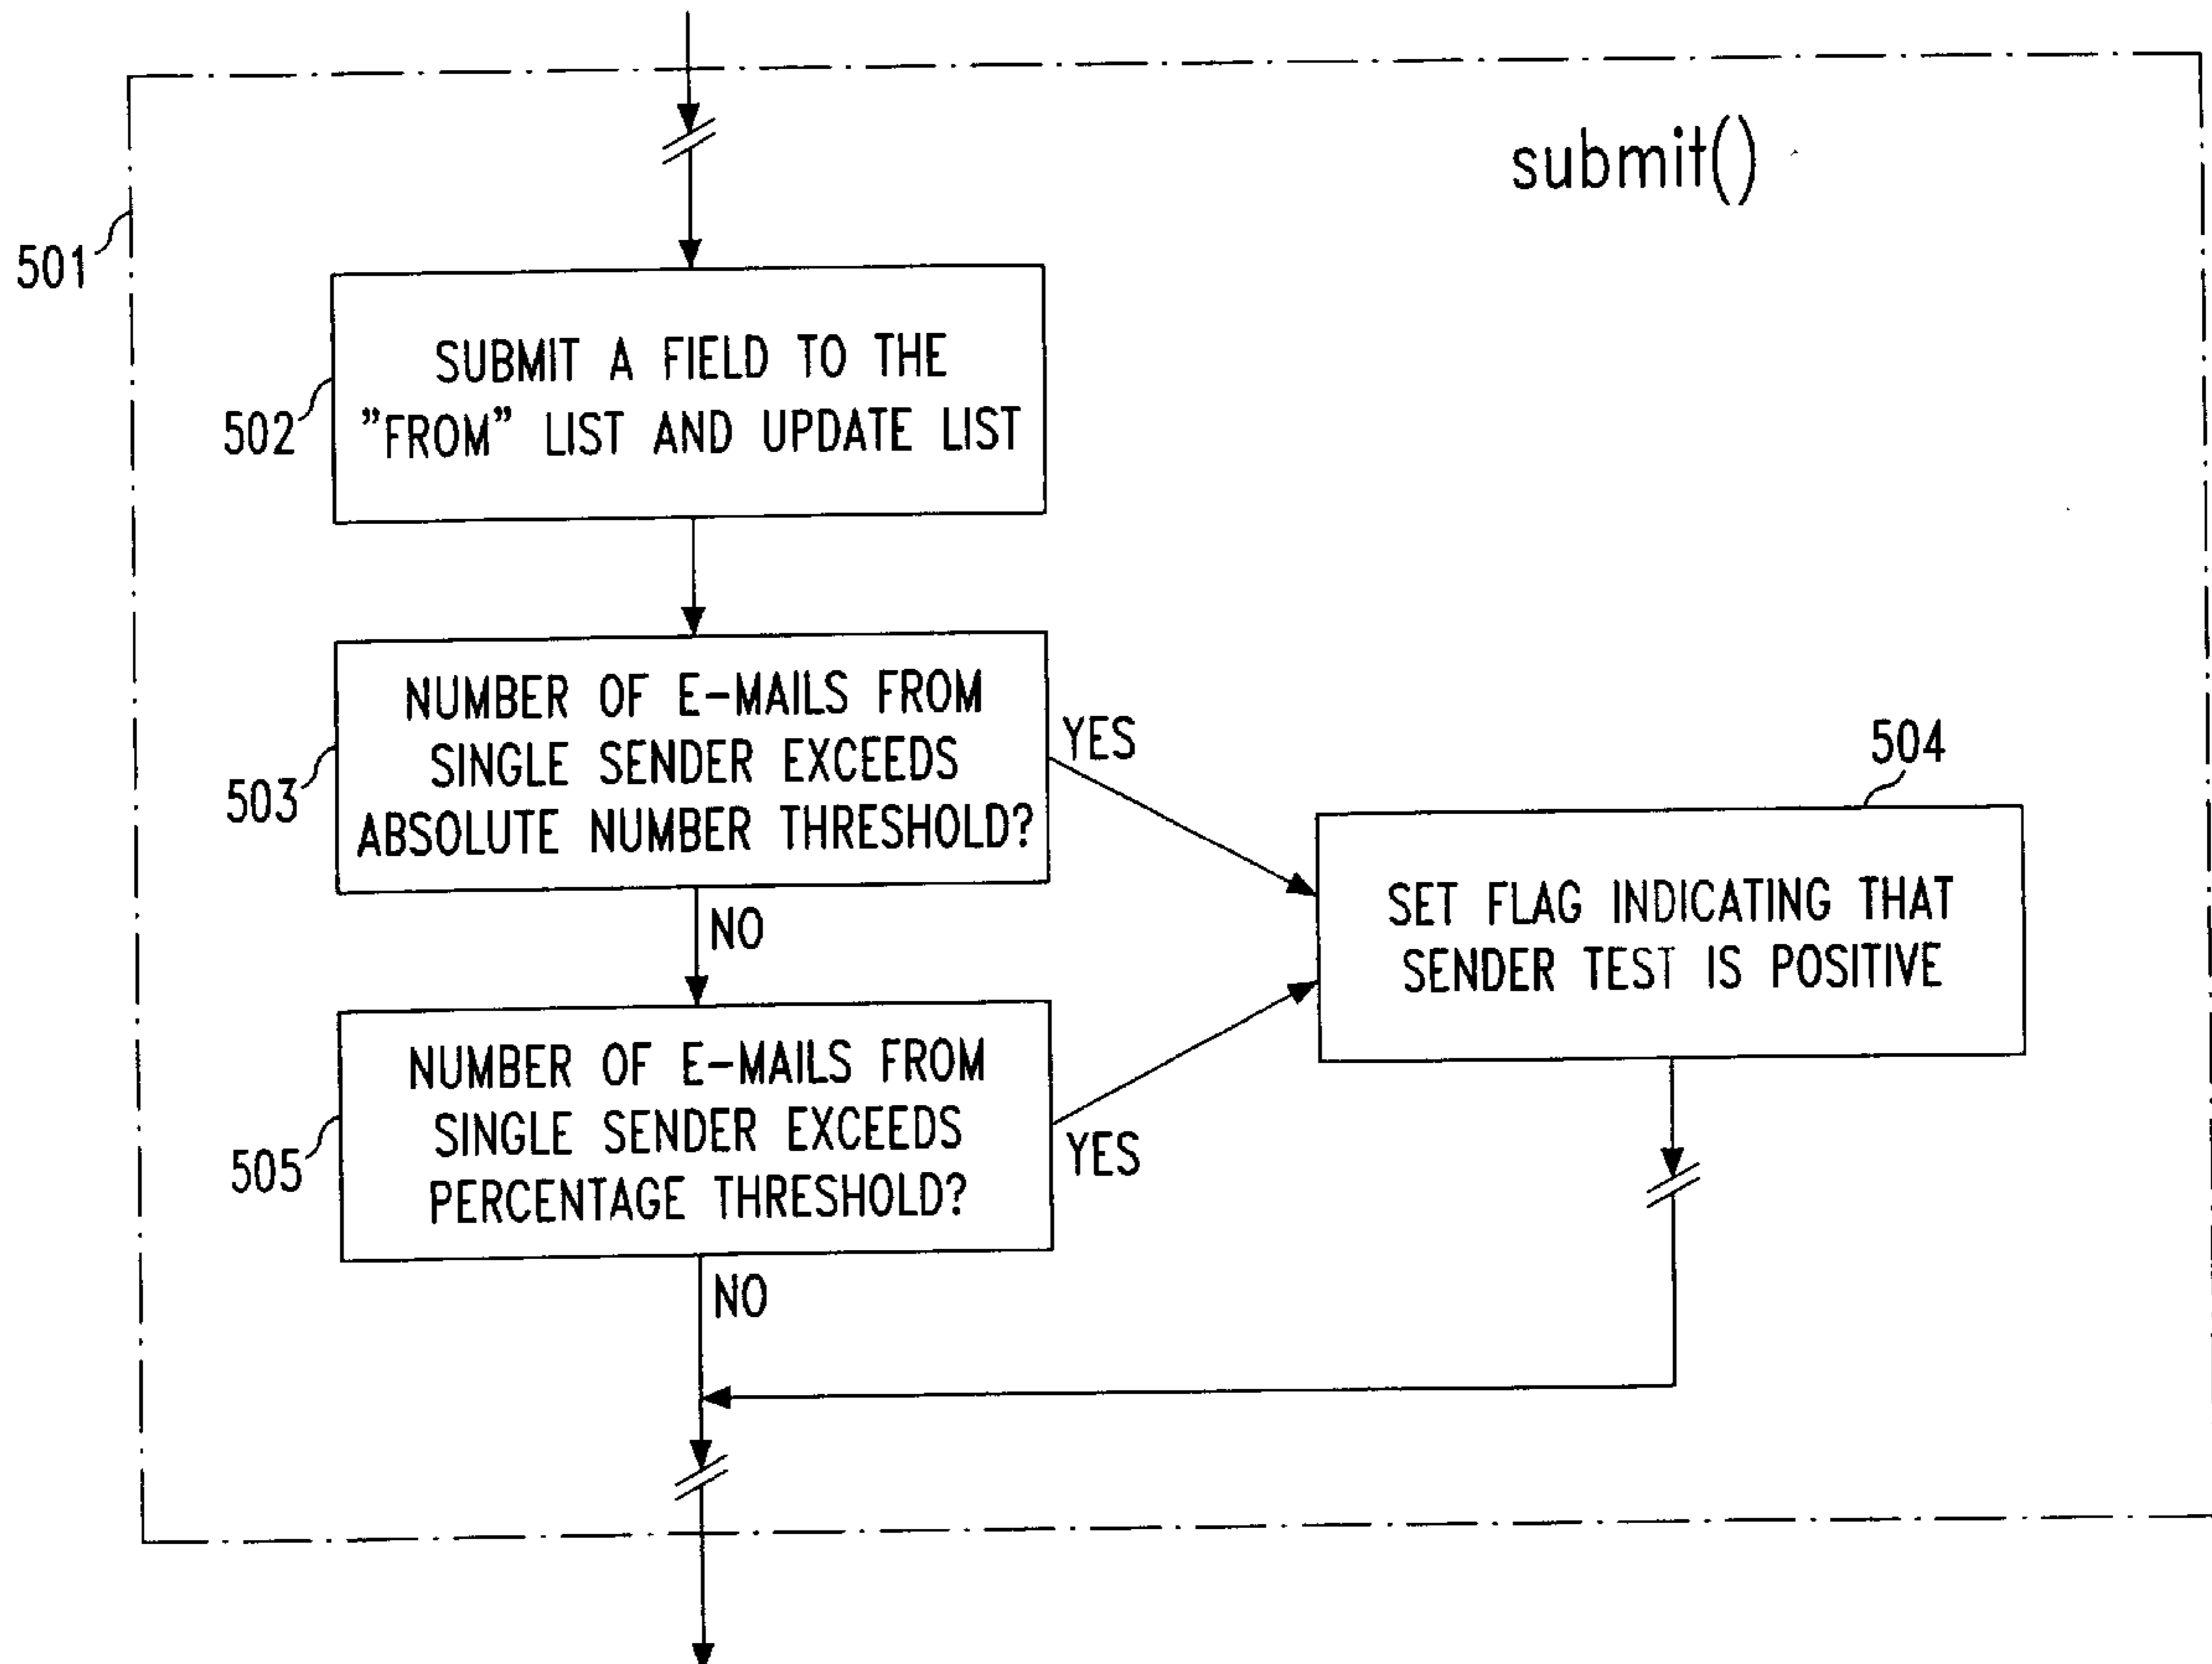 submit()
501
SUBMIT A FIELD TO THE
"FROM" LIST AND UPDATE LIST
502
NUMBER OF E-MAILS FROM
SINGLE SENDER EXCEEDS
ABSOLUTE NUMBER THRESHOLD?
503
YES
504
SET FLAG INDICATING THAT
SENDER TEST IS POSITIVE
NO
NUMBER OF E-MAILS FROM
SINGLE SENDER EXCEEDS
PERCENTAGE THRESHOLD?
505
YES
NO